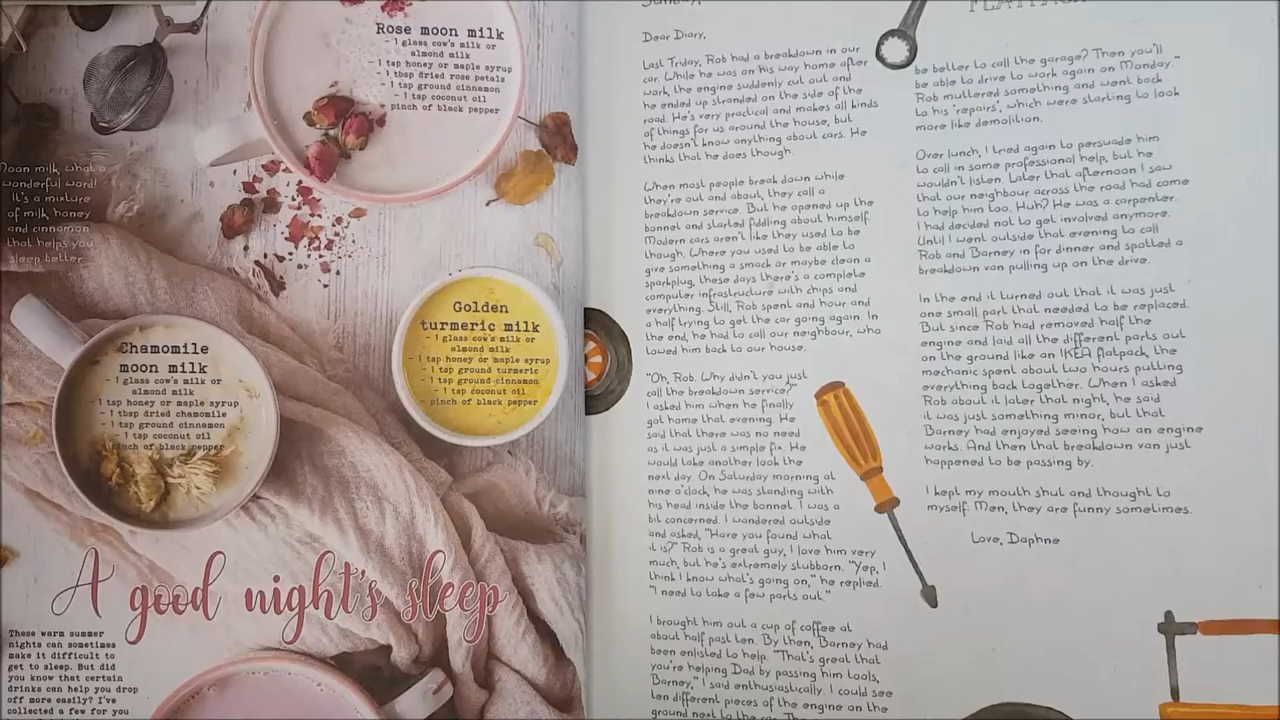 Rose moon milk
- 1 glass cow's milk or
almond milk
- 1 tsp honey or maple syrup
- 1 tbsp dried rose petals
- 1 tsp ground cinnamon
- 1 tsp coconut oil
- pinch of black pepper
Moon milk, what a
wonderful word!
It's a mixture
of milk, honey
and cinnamon
that helps you
sleep better.
Golden
turmeric milk
- 1 glass cow's milk or
almond milk
- 1 tsp honey or maple syrup
- 1 tsp ground turmeric
- 1 tsp ground cinnamon
- 1 tsp coconut oil
- pinch of black pepper
Chamomile
moon milk
- 1 glass cow's milk or
almond milk
- 1 tsp honey or maple syrup
- 1 tbsp dried chamomile
- 1 tsp ground cinnamon
- 1 tsp coconut oil
pinch of black pepper
A good night's sleep
These warm summer
nights can sometimes
make it difficult to
get to sleep. But did
you know that certain
drinks can help you drop
off more easily? I've
collected a few for you
Dear Diary,
Last Friday, Rob had a breakdown in our
car. While he was on his way home after
work, the engine suddenly cut out and
he ended up stranded on the side of the
road. He's very practical and makes all kinds
of things for us around the house, but
he doesn't know anything about cars. He
thinks that he does though.
When most people break down while
they're out and about, they call a
breakdown service. But he opened up the
bonnet and started fiddling about himself.
Modern cars aren't like they used to be
though. Where you used to be able to
give something a smack or maybe clean a
sparkplug, these days there's a complete
computer infrastructure with chips and
everything. Still, Rob spent and hour and
a half trying to get the car going again. In
the end, he had to call our neighbour, who
towed him back to our house.
"Oh, Rob. Why didn't you just
call the breakdown service?"
I asked him when he finally
got home that evening. He
said that there was no need
as it was just a simple fix. He
would take another look the
next day. On Saturday morning at
nine o'clock, he was standing with
his head inside the bonnet. I was a
bit concerned. I wandered outside
and asked, "Have you found what
it is?" Rob is a great guy, I love him very
much, but he's extremely stubborn. "Yep, I
think I know what's going on," he replied.
"I need to take a few parts out."
I brought him out a cup of coffee at
about half past ten. By then, Barney had
been enlisted to help. "That's great that
you're helping Dad by passing him tools,
Barney," I said enthusiastically. I could see
ten different pieces of the engine on the
ground next to the car.
be better to call the garage? Then you'll
be able to drive to work again on Monday."
Rob muttered something and went back
to his 'repairs', which were starting to look
more like demolition.
Over lunch, I tried again to persuade him
to call in some professional help, but he
wouldn't listen. Later that afternoon I saw
that our neighbour across the road had come
to help him too. Huh? He was a carpenter.
I had decided not to get involved anymore.
Until I went outside that evening to call
Rob and Barney in for dinner and spotted a
breakdown van pulling up on the drive.
In the end it turned out that it was just
one small part that needed to be replaced.
But since Rob had removed half the
engine and laid all the different parts out
on the ground like an IKEA flatpack, the
mechanic spent about two hours putting
everything back together. When I asked
Rob about it later that night, he said
it was just something minor, but that
Barney had enjoyed seeing how an engine
works. And then that breakdown van just
happened to be passing by.
I kept my mouth shut and thought to
myself: Men, they are funny sometimes.
Love, Daphne